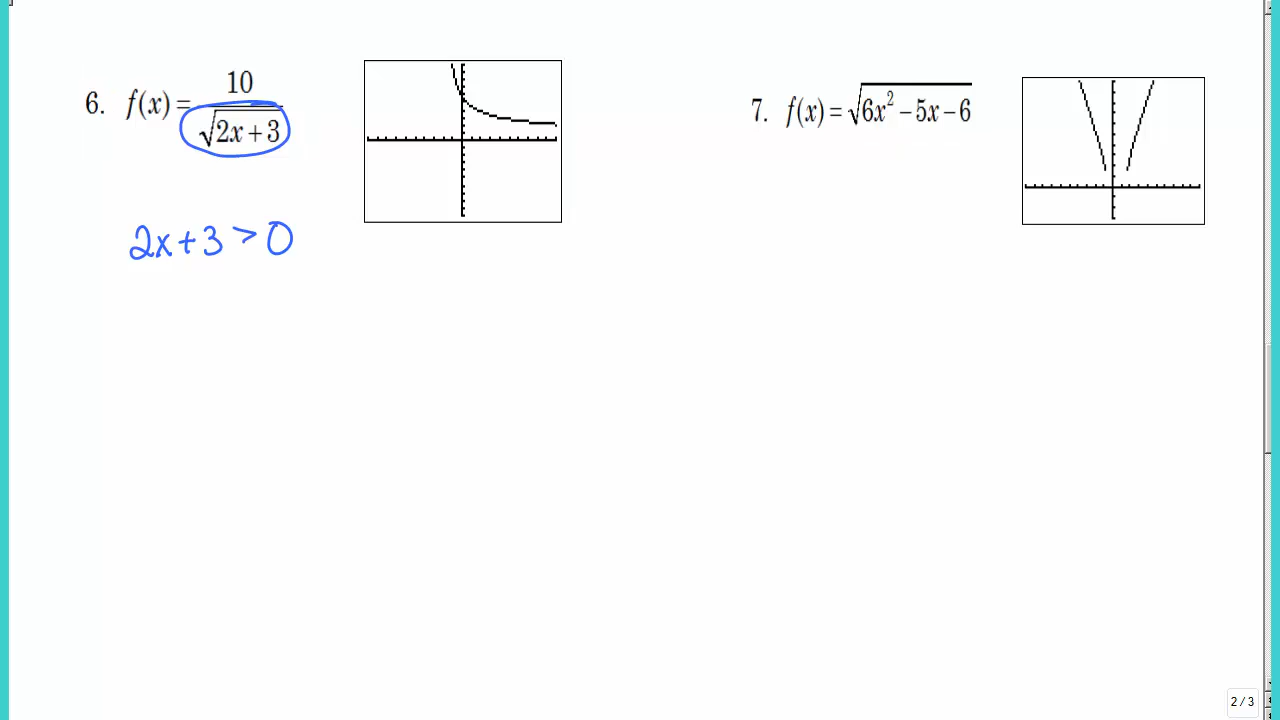 6. f(x) = 10 / √(2x + 3)
2x + 3 > 0
7. f(x) = √(6x² − 5x − 6)
2 / 3